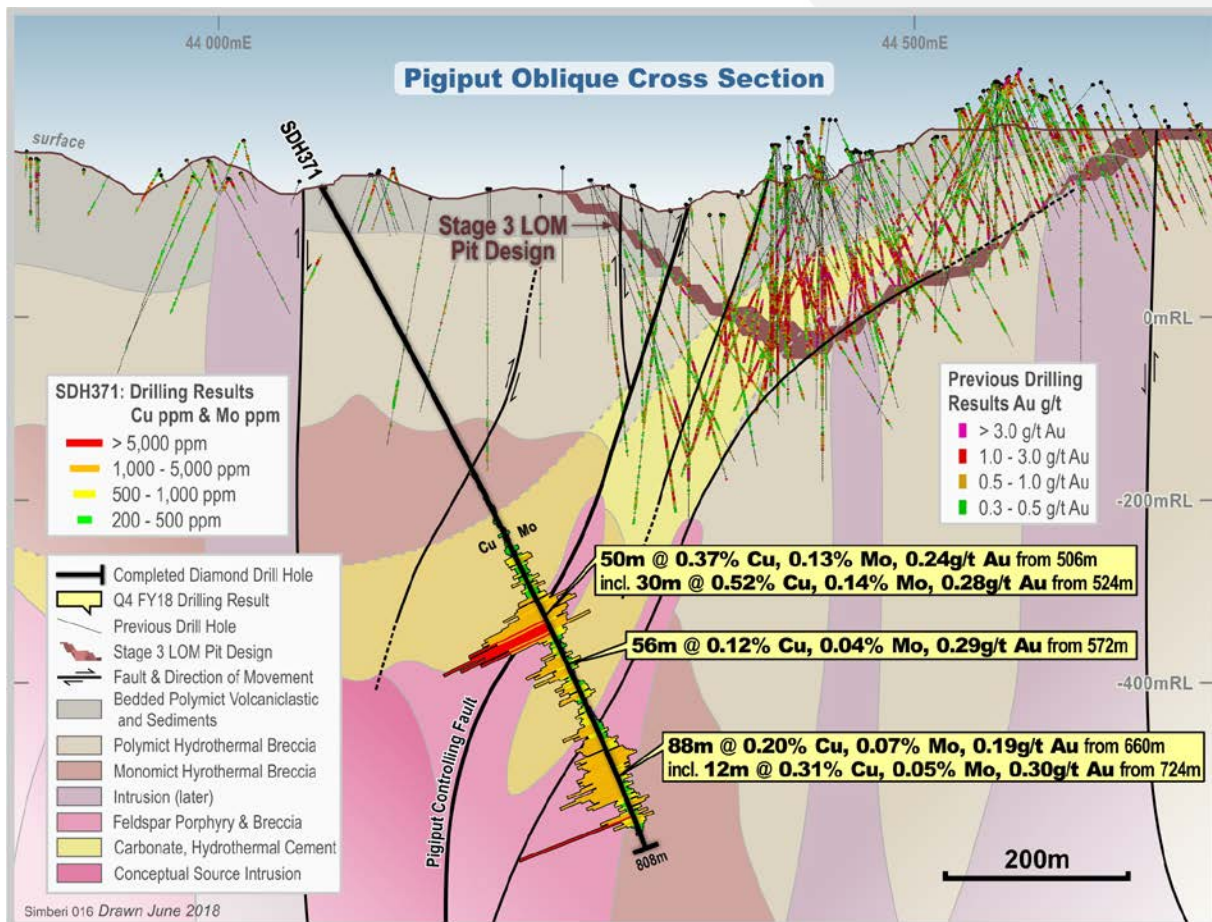 44 000mE
44 500mE
Pigiput Oblique Cross Section
surface
SDH371
Stage 3 LOM
Pit Design
0mRL
SDH371: Drilling Results
Cu ppm & Mo ppm
> 5,000 ppm
1,000 - 5,000 ppm
500 - 1,000 ppm
200 - 500 ppm
Previous Drilling
Results Au g/t
> 3.0 g/t Au
1.0 - 3.0 g/t Au
0.5 - 1.0 g/t Au
0.3 - 0.5 g/t Au
-200mRL
Cu Mo
50m @ 0.37% Cu, 0.13% Mo, 0.24g/t Au from 506m
incl. 30m @ 0.52% Cu, 0.14% Mo, 0.28g/t Au from 524m
56m @ 0.12% Cu, 0.04% Mo, 0.29g/t Au from 572m
-400mRL
88m @ 0.20% Cu, 0.07% Mo, 0.19g/t Au from 660m
incl. 12m @ 0.31% Cu, 0.05% Mo, 0.30g/t Au from 724m
Completed Diamond Drill Hole
Q4 FY18 Drilling Result
Previous Drill Hole
Stage 3 LOM Pit Design
Fault & Direction of Movement
Bedded Polymict Volcaniclastic
and Sediments
Polymict Hydrothermal Breccia
Monomict Hyrothermal Breccia
Intrusion (later)
Feldspar Porphyry & Breccia
Carbonate, Hydrothermal Cement
Conceptual Source Intrusion
Pigiput Controlling Fault
808m
200m
Simberi 016 Drawn June 2018